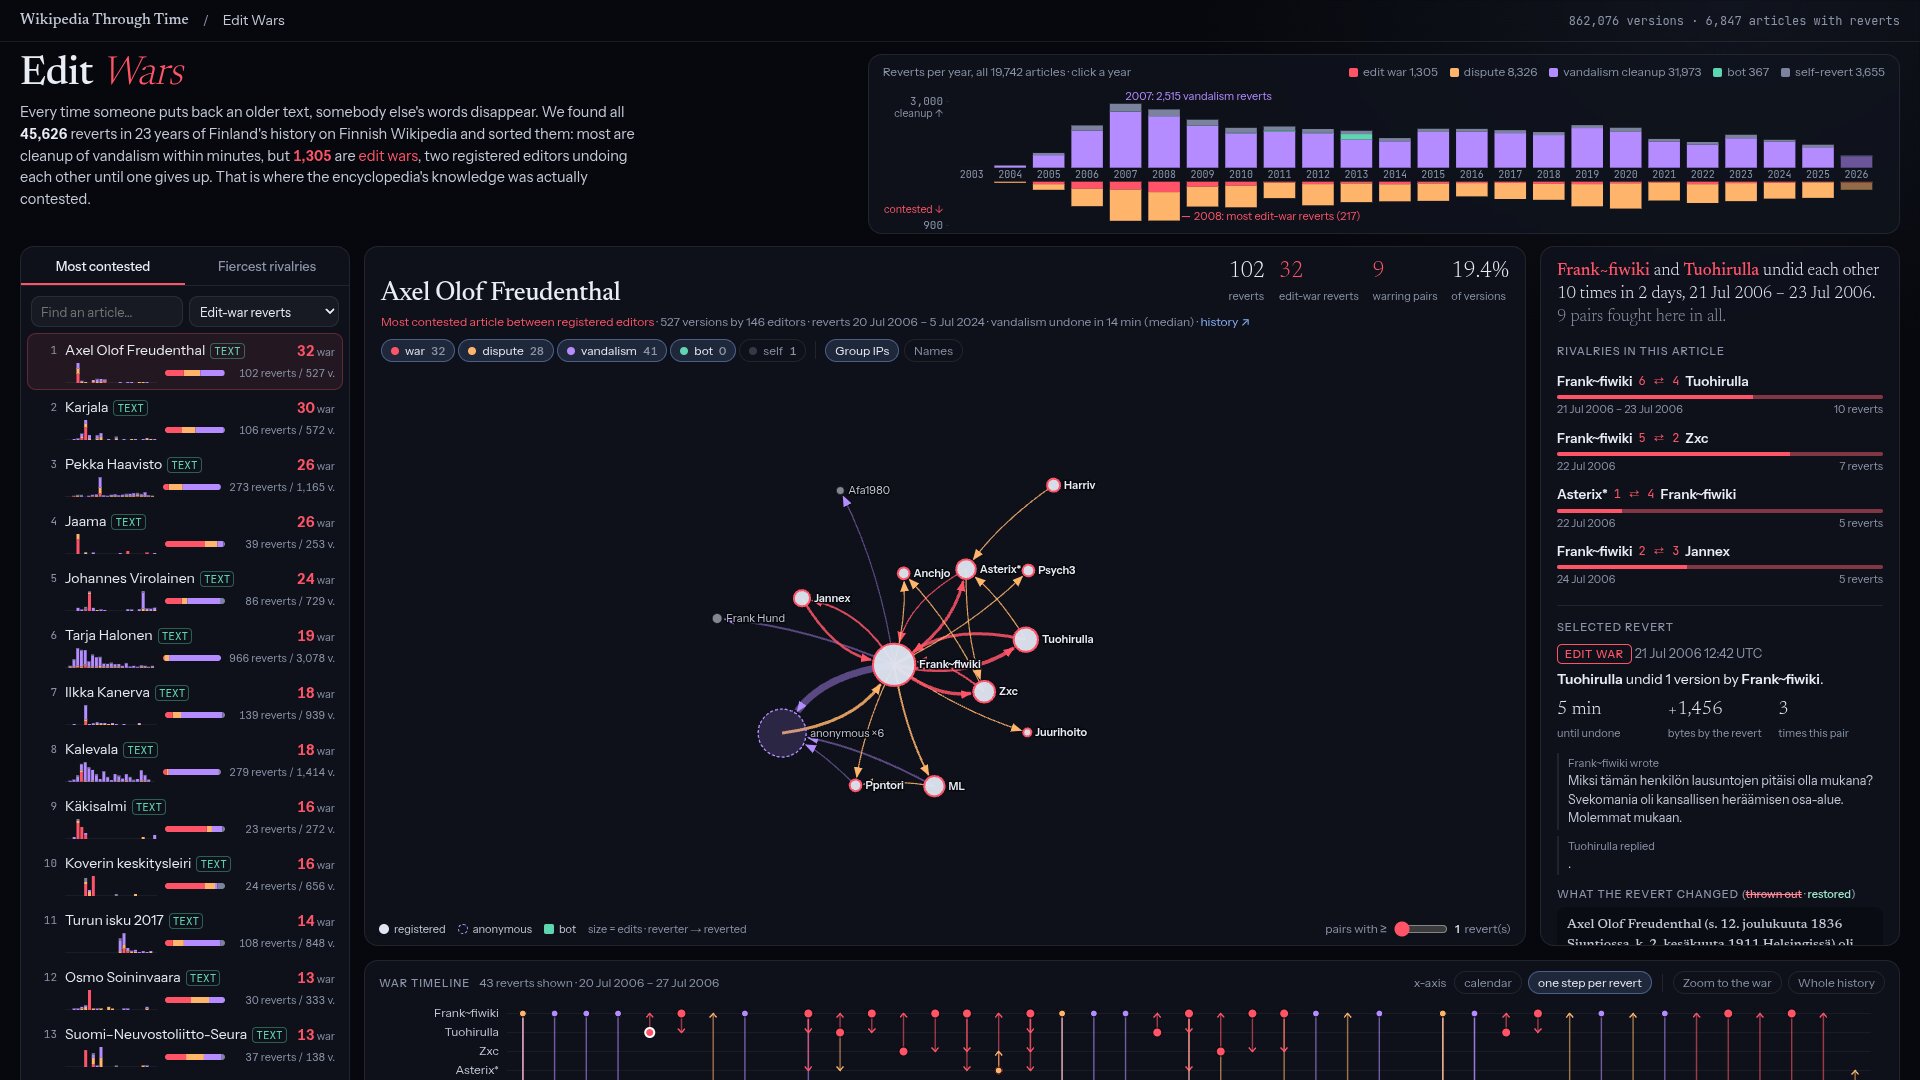 Wikipedia Through Time / Edit Wars
862,076 versions · 6,847 articles with reverts
Edit Wars
Every time someone puts back an older text, somebody else's words disappear. We found all
45,626 reverts in 23 years of Finland's history on Finnish Wikipedia and sorted them: most are
cleanup of vandalism within minutes, but 1,305 are edit wars, two registered editors undoing
each other until one gives up. That is where the encyclopedia's knowledge was actually
contested.
Reverts per year, all 19,742 articles · click a year
edit war 1,305 dispute 8,326 vandalism cleanup 31,973 bot 367 self-revert 3,655
2007: 2,515 vandalism reverts
3,000
cleanup ↑
2003 2004 2005 2006 2007 2008 2009 2010 2011 2012 2013 2014 2015 2016 2017 2018 2019 2020 2021 2022 2023 2024 2025 2026
contested ↓
2008: most edit-war reverts (217)
900
Most contested Fiercest rivalries
Find an article... Edit-war reverts
1 Axel Olof Freudenthal TEXT 32 war
102 reverts / 527 v.
2 Karjala TEXT 30 war
106 reverts / 572 v.
3 Pekka Haavisto TEXT 26 war
273 reverts / 1,165 v.
4 Jaama TEXT 26 war
39 reverts / 253 v.
5 Johannes Virolainen TEXT 24 war
86 reverts / 729 v.
6 Tarja Halonen TEXT 19 war
966 reverts / 3,078 v.
7 Ilkka Kanerva TEXT 18 war
139 reverts / 939 v.
8 Kalevala TEXT 18 war
279 reverts / 1,414 v.
9 Käkisalmi TEXT 16 war
23 reverts / 272 v.
10 Koverin keskitysleiri TEXT 16 war
24 reverts / 656 v.
11 Turun isku 2017 TEXT 14 war
108 reverts / 848 v.
12 Osmo Soininvaara TEXT 13 war
30 reverts / 333 v.
13 Suomi–Neuvostoliitto-Seura TEXT 13 war
37 reverts / 138 v.
Axel Olof Freudenthal
102 reverts
32 edit-war reverts
9 warring pairs
19.4% of versions
Most contested article between registered editors · 527 versions by 146 editors · reverts 20 Jul 2006 – 5 Jul 2024 · vandalism undone in 14 min (median) · history ↗
war 32 dispute 28 vandalism 41 bot 0 self 1 Group IPs Names
Afa1980
Harriv
Anchjo
Asterix*
Psych3
Jannex
Frank Hund
Tuohirulla
Frank~fiwiki
Zxc
anonymous ×6
Juurihoito
Ppntori
ML
registered anonymous bot size = edits · reverter → reverted
pairs with ≥ 1 revert(s)
Frank~fiwiki and Tuohirulla undid each other
10 times in 2 days, 21 Jul 2006 – 23 Jul 2006.
9 pairs fought here in all.
RIVALRIES IN THIS ARTICLE
Frank~fiwiki 6 ⇄ 4 Tuohirulla
21 Jul 2006 – 23 Jul 2006 10 reverts
Frank~fiwiki 5 ⇄ 2 Zxc
22 Jul 2006 7 reverts
Asterix* 1 ⇄ 4 Frank~fiwiki
22 Jul 2006 5 reverts
Frank~fiwiki 2 ⇄ 3 Jannex
24 Jul 2006 5 reverts
SELECTED REVERT
EDIT WAR 21 Jul 2006 12:42 UTC
Tuohirulla undid 1 version by Frank~fiwiki.
5 min +1,456 3
until undone bytes by the revert times this pair
Frank~fiwiki wrote
Miksi tämän henkilön lausuntojen pitäisi olla mukana?
Svekomania oli kansallisen heräämisen osa-alue.
Molemmat mukaan.
Tuohirulla replied
.
WHAT THE REVERT CHANGED (thrown out · restored)
Axel Olof Freudenthal (s. 12. joulukuuta 1836
Siuntiossa, k. 2. kesäkuuta 1911 Helsingissä) oli
WAR TIMELINE 43 reverts shown · 20 Jul 2006 – 27 Jul 2006
x-axis calendar one step per revert Zoom to the war Whole history
Frank~fiwiki
Tuohirulla
Zxc
Asterix*